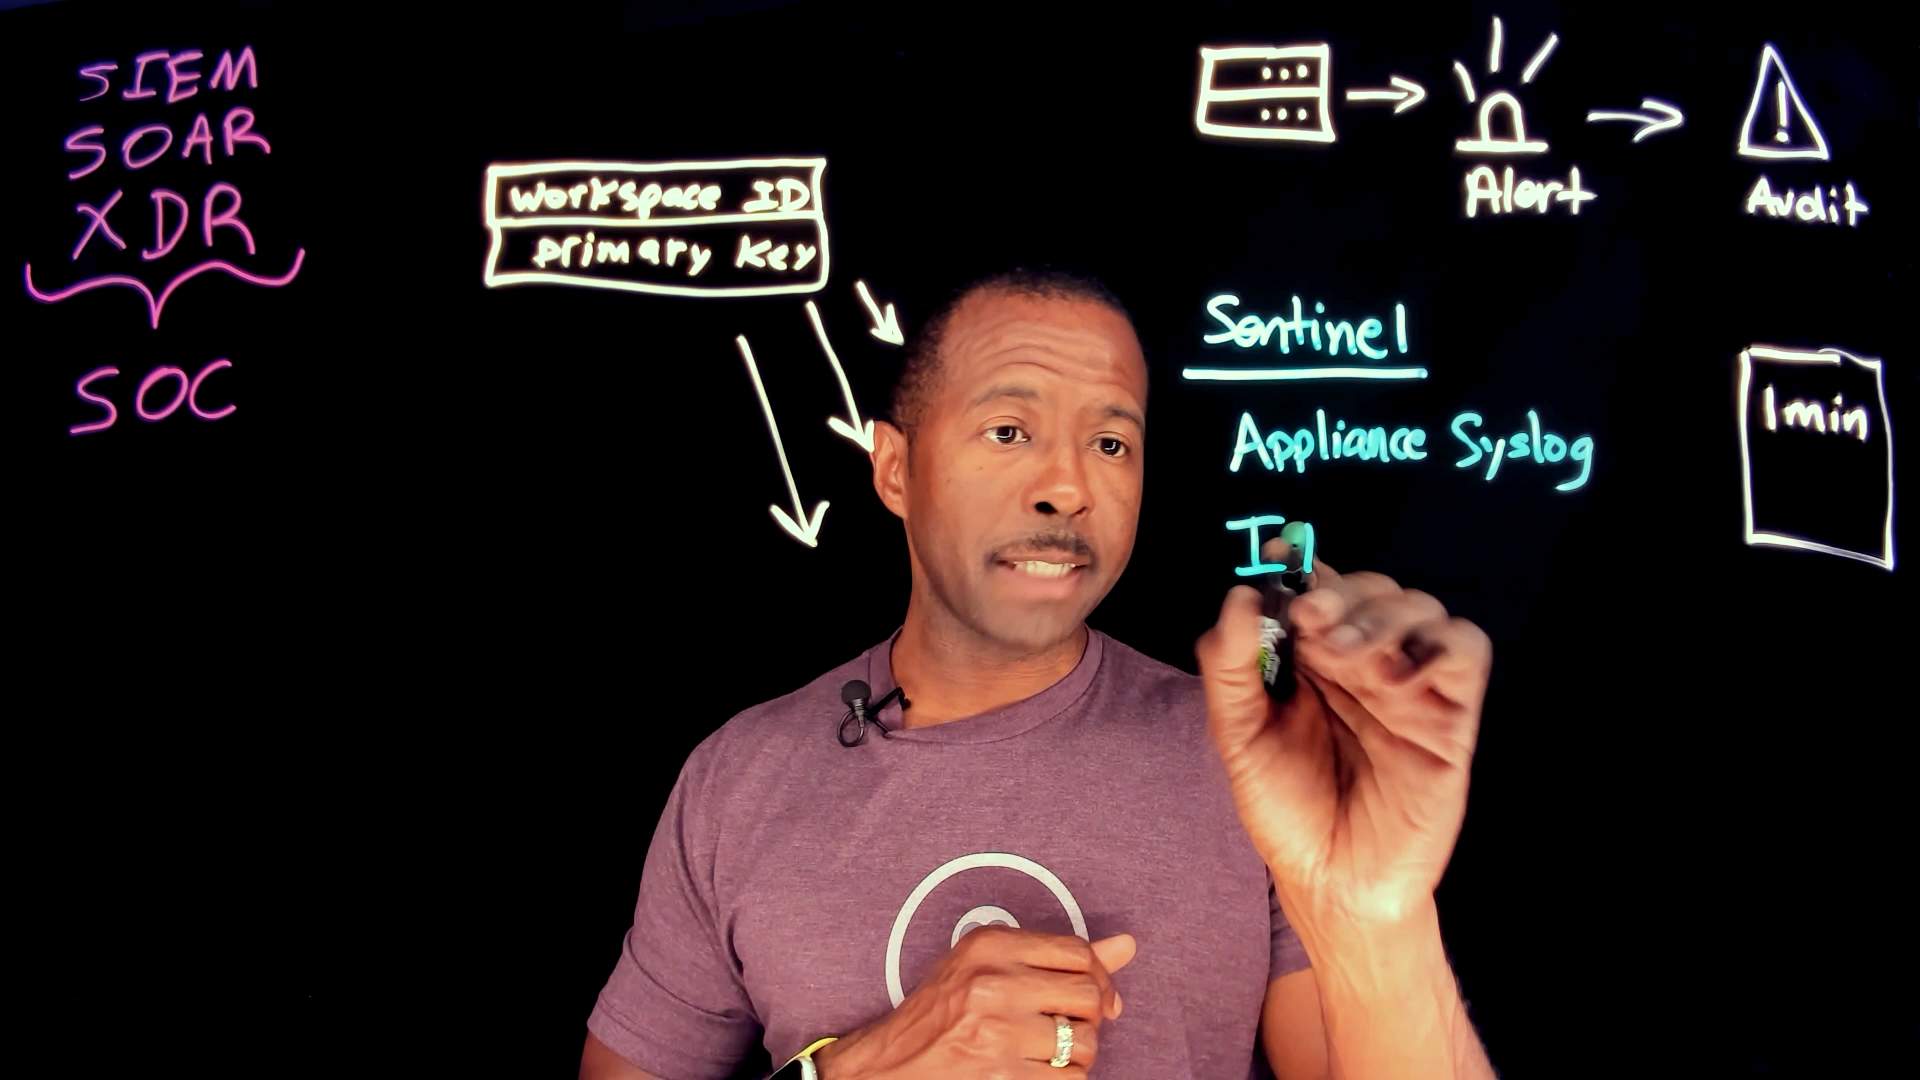 SIEM
SOAR
XDR
SOC
Workspace ID
Primary Key
Alert
Audit
Sentinel
Appliance Syslog
1min